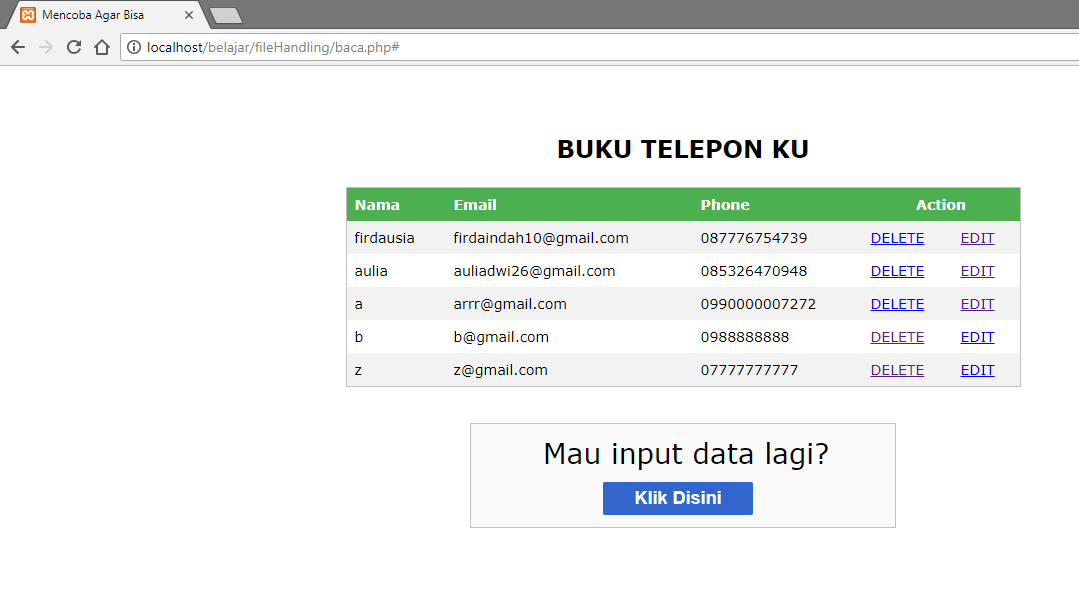 Mencoba Agar Bisa
localhost/belajar/fileHandling/baca.php#
BUKU TELEPON KU
Nama Email Phone Action
firdausia firdaindah10@gmail.com 087776754739 DELETE EDIT
aulia auliadwi26@gmail.com 085326470948 DELETE EDIT
a arrr@gmail.com 0990000007272 DELETE EDIT
b b@gmail.com 0988888888 DELETE EDIT
z z@gmail.com 07777777777 DELETE EDIT
Mau input data lagi?
Klik Disini